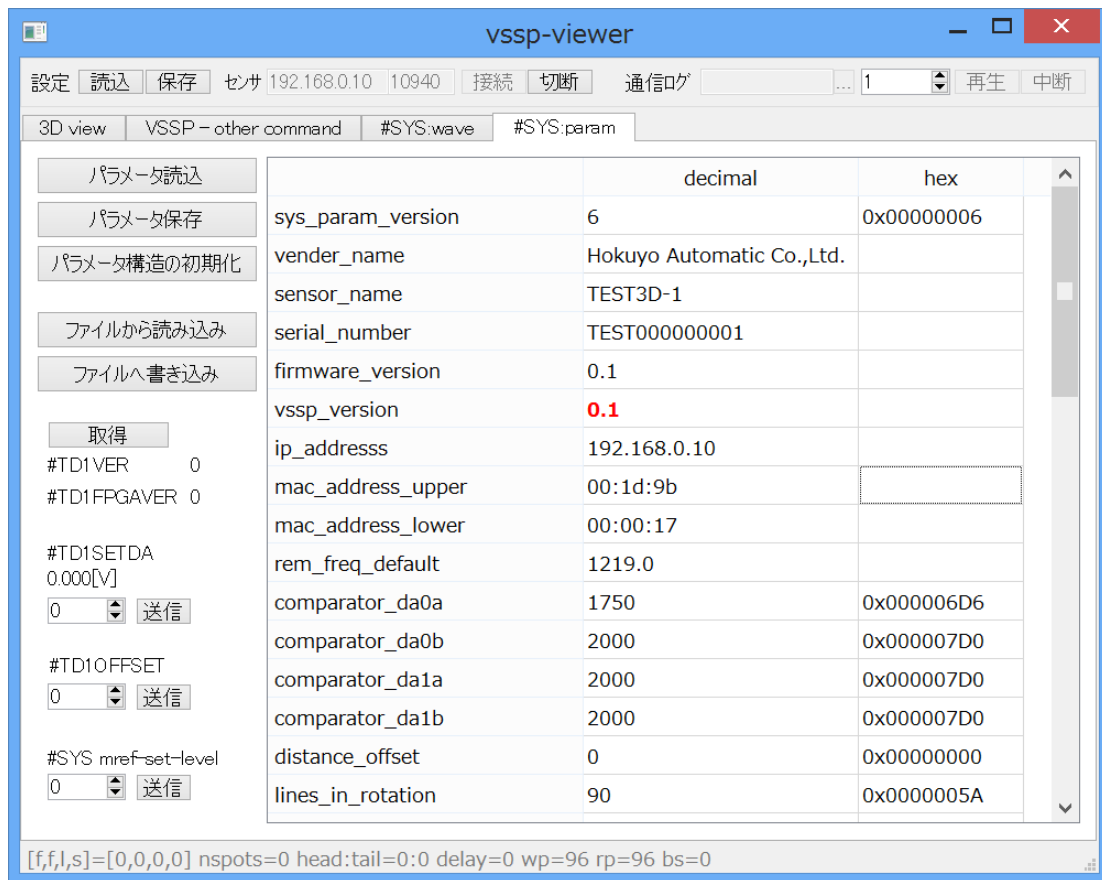 vssp-viewer
設定 読込 保存 センサ 192.168.0.10 10940 接続 切断 通信ログ ... 1 再生 中断
3D view VSSP - other command #SYS:wave #SYS:param
パラメータ読込
パラメータ保存
パラメータ構造の初期化
ファイルから読み込み
ファイルへ書き込み
取得
#TD1VER 0
#TD1FPGAVER 0
#TD1SETDA
0.000[V]
0 送信
#TD1OFFSET
0 送信
#SYS mref-set-level
0 送信
decimal hex
sys_param_version 6 0x00000006
vender_name Hokuyo Automatic Co.,Ltd.
sensor_name TEST3D-1
serial_number TEST000000001
firmware_version 0.1
vssp_version 0.1
ip_addresss 192.168.0.10
mac_address_upper 00:1d:9b
mac_address_lower 00:00:17
rem_freq_default 1219.0
comparator_da0a 1750 0x000006D6
comparator_da0b 2000 0x000007D0
comparator_da1a 2000 0x000007D0
comparator_da1b 2000 0x000007D0
distance_offset 0 0x00000000
lines_in_rotation 90 0x0000005A
[f,f,l,s]=[0,0,0,0] nspots=0 head:tail=0:0 delay=0 wp=96 rp=96 bs=0